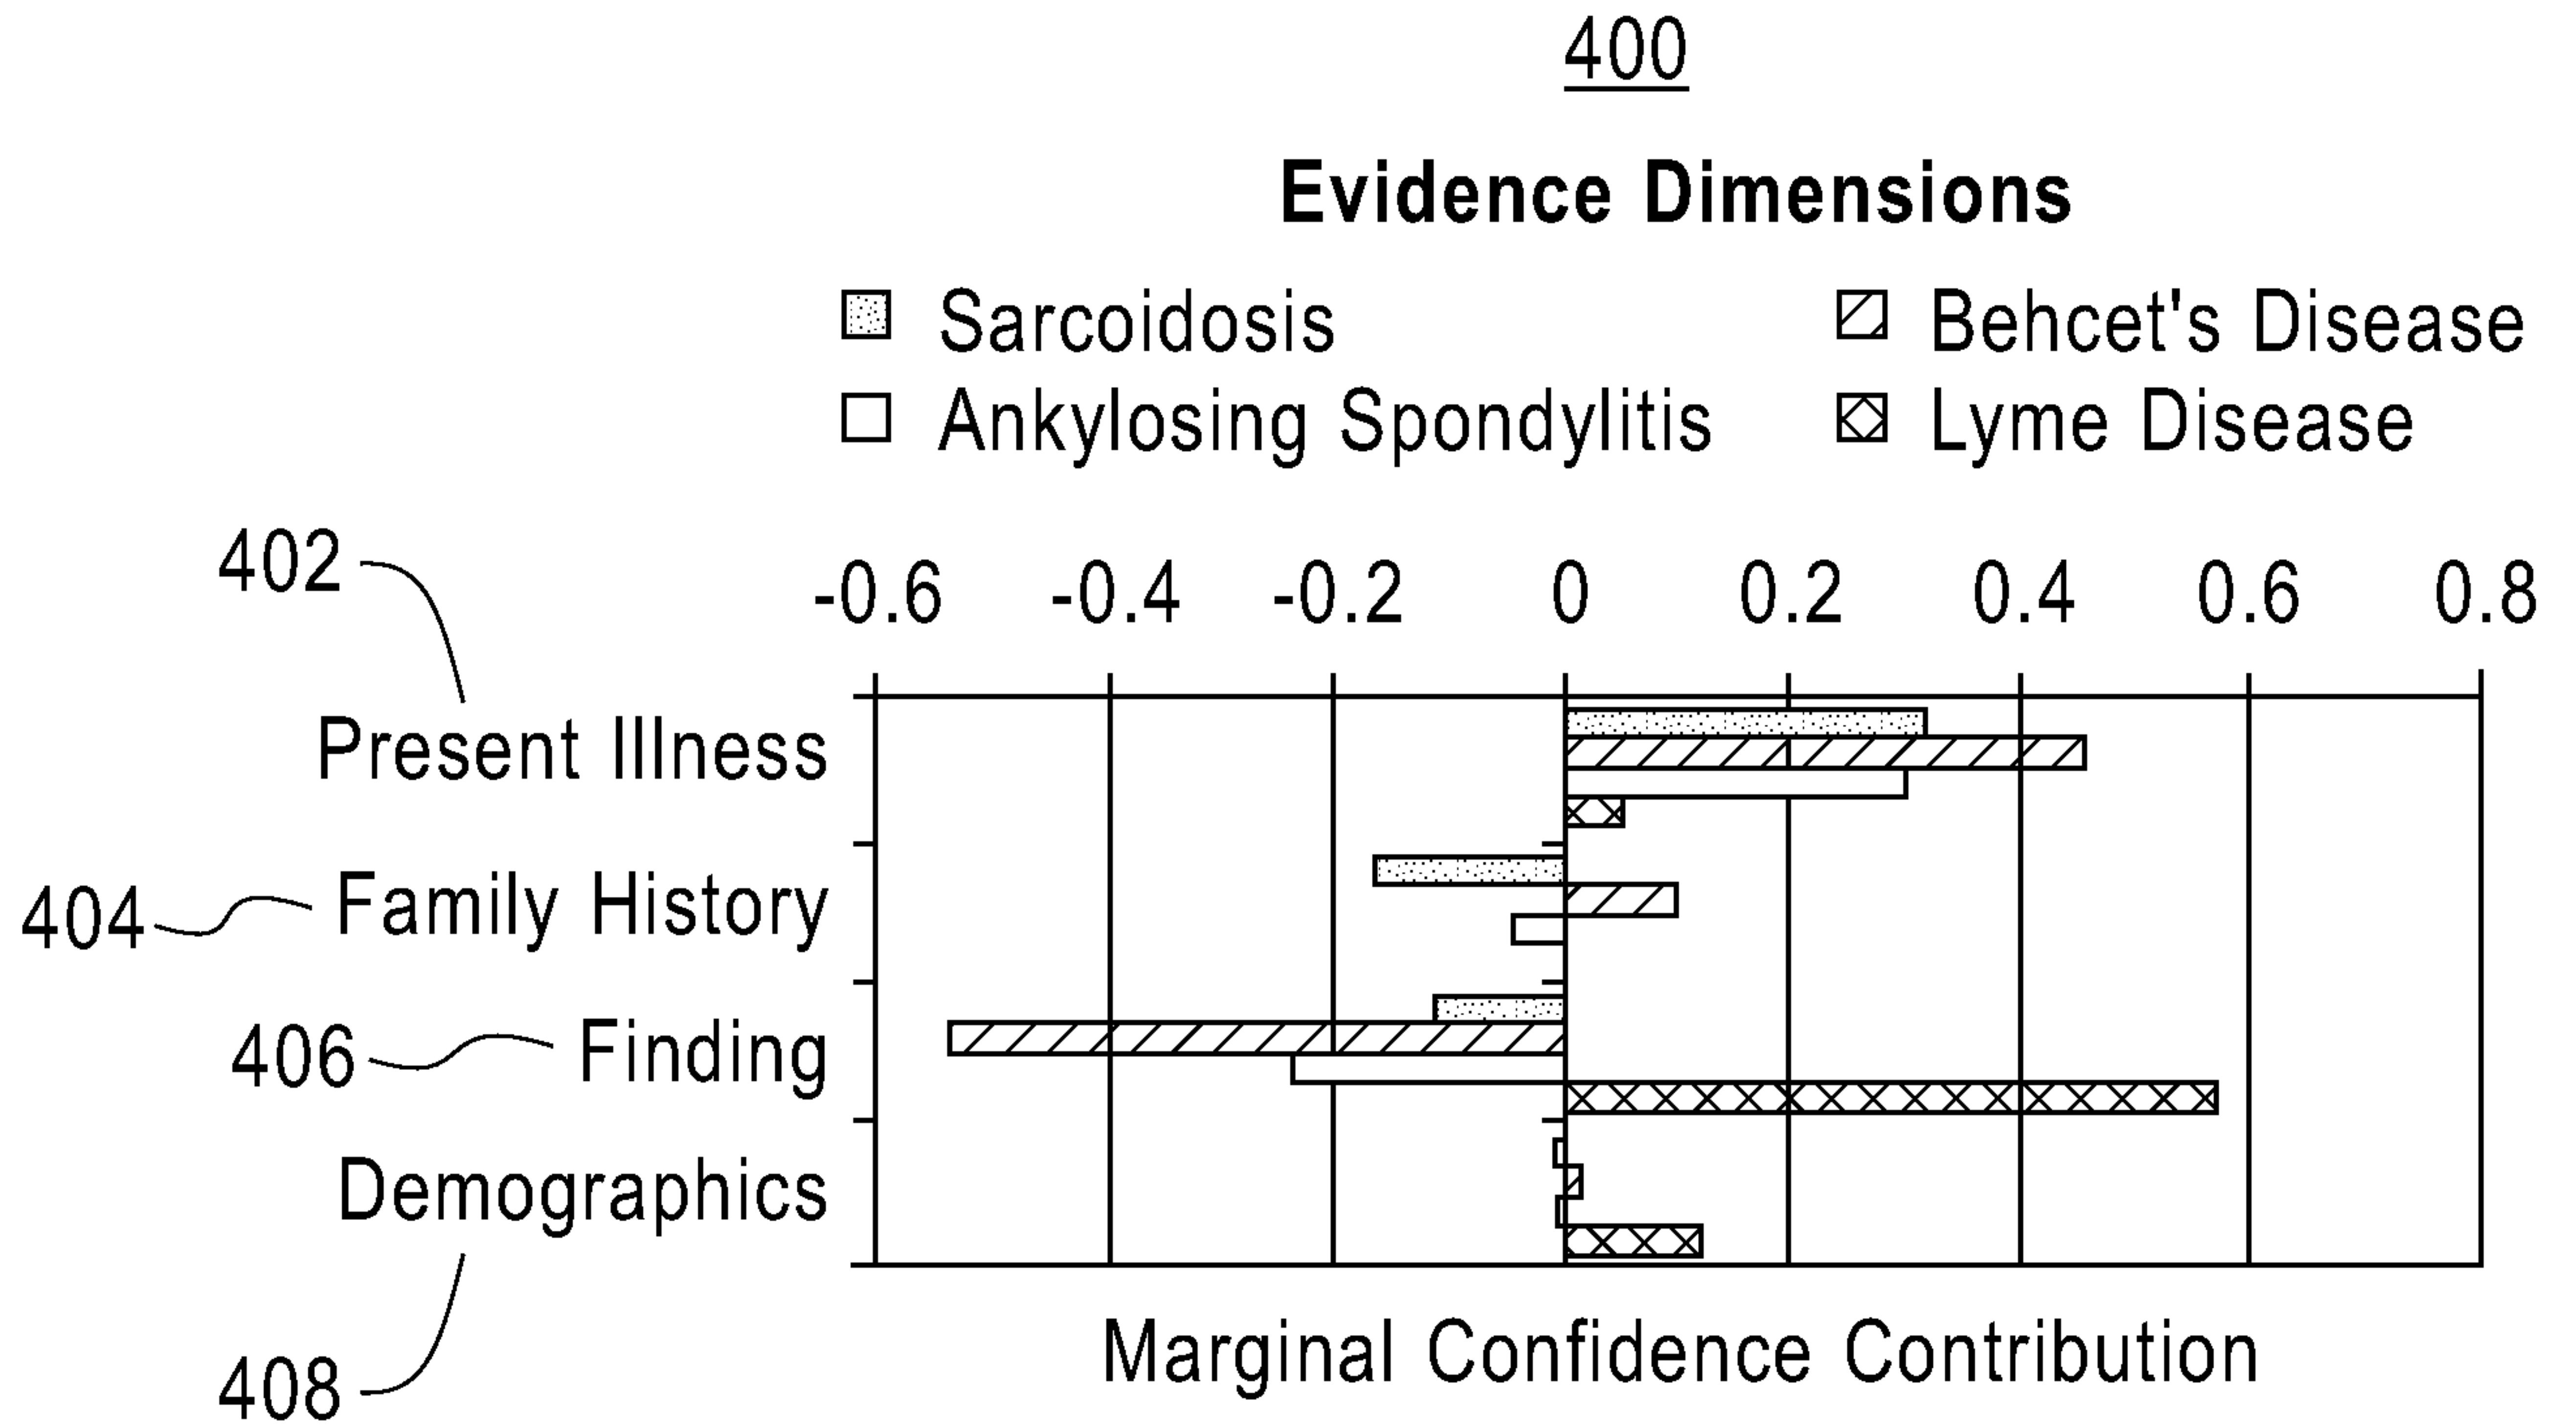 400
Evidence Dimensions
Sarcoidosis Behcet's Disease
Ankylosing Spondylitis Lyme Disease
-0.6 -0.4 -0.2 0 0.2 0.4 0.6 0.8
402
Present Illness
404 Family History
406 Finding
Demographics
408
Marginal Confidence Contribution